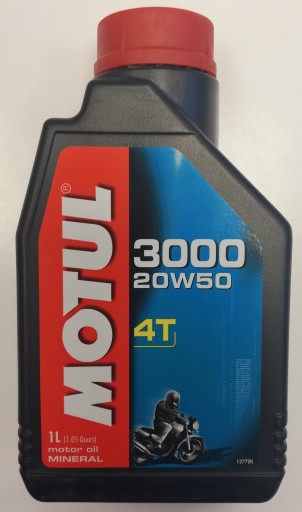 MOTUL®
3000
20W50
4T
1L (1.05 Quart)
motor oil
MINERAL